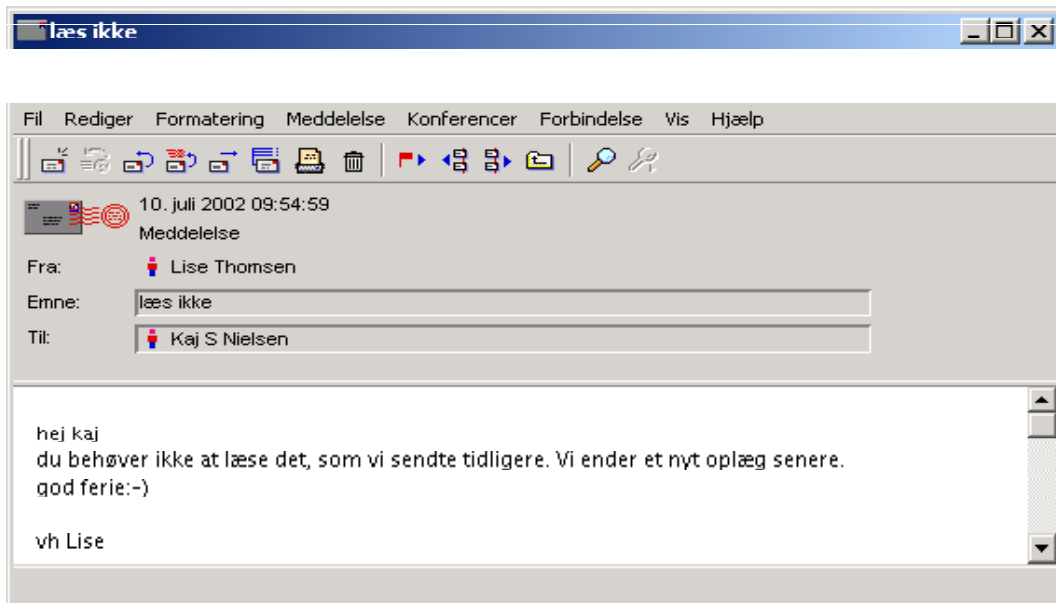 læs ikke
Fil Rediger Formatering Meddelelse Konferencer Forbindelse Vis Hjælp
10. juli 2002 09:54:59
Meddelelse
Fra: Lise Thomsen
Emne: læs ikke
Til: Kaj S Nielsen
hej kaj
du behøver ikke at læse det, som vi sendte tidligere. Vi ender et nyt oplæg senere.
god ferie:-)
vh Lise